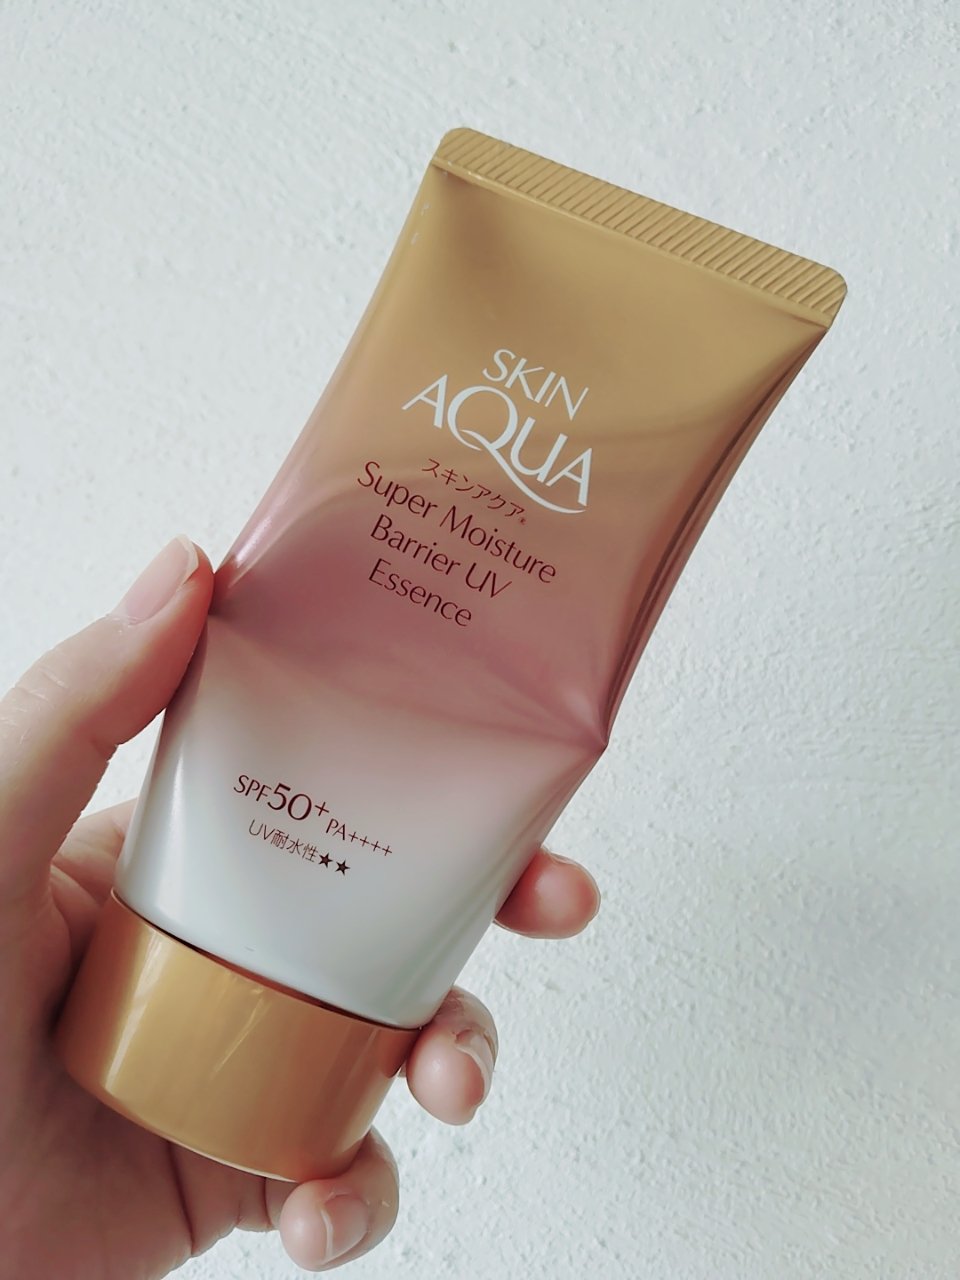 SKIN
AQUA
スキンアクア®
Super Moisture
Barrier UV
Essence
SPF50+ PA++++
UV耐水性★★